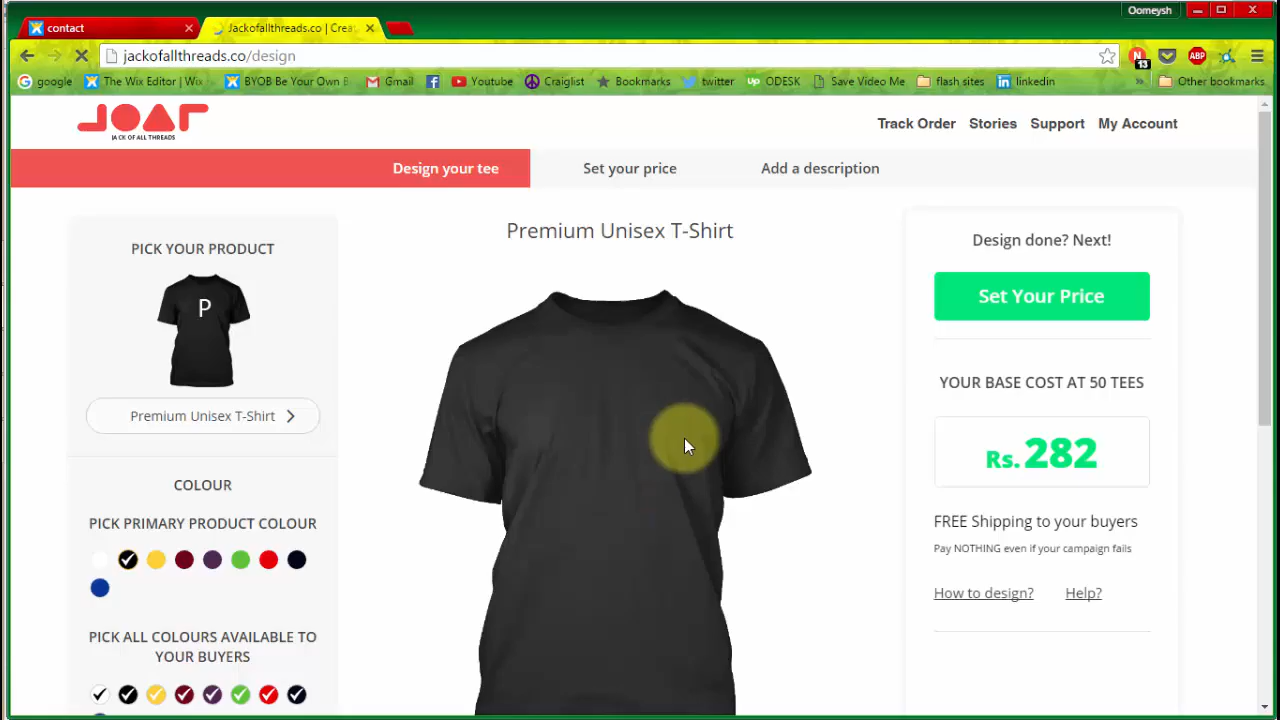 Oomeysh
contact
Jackofallthreads.co | Crea
jackofallthreads.co/design
13
ABP
google
The Wix Editor | Wix
BYOB Be Your Own B
Gmail
Youtube
Craiglist
Bookmarks
twitter
Up
ODESK
Save Video Me
flash sites
in
linkedin
»
Other bookmarks
JOAT
JACK OF ALL THREADS
Track Order
Stories
Support
My Account
Design your tee
Set your price
Add a description
PICK YOUR PRODUCT
P
Premium Unisex T-Shirt
COLOUR
PICK PRIMARY PRODUCT COLOUR
PICK ALL COLOURS AVAILABLE TO
YOUR BUYERS
Premium Unisex T-Shirt
Design done? Next!
Set Your Price
YOUR BASE COST AT 50 TEES
Rs. 282
FREE Shipping to your buyers
Pay NOTHING even if your campaign fails
How to design?
Help?